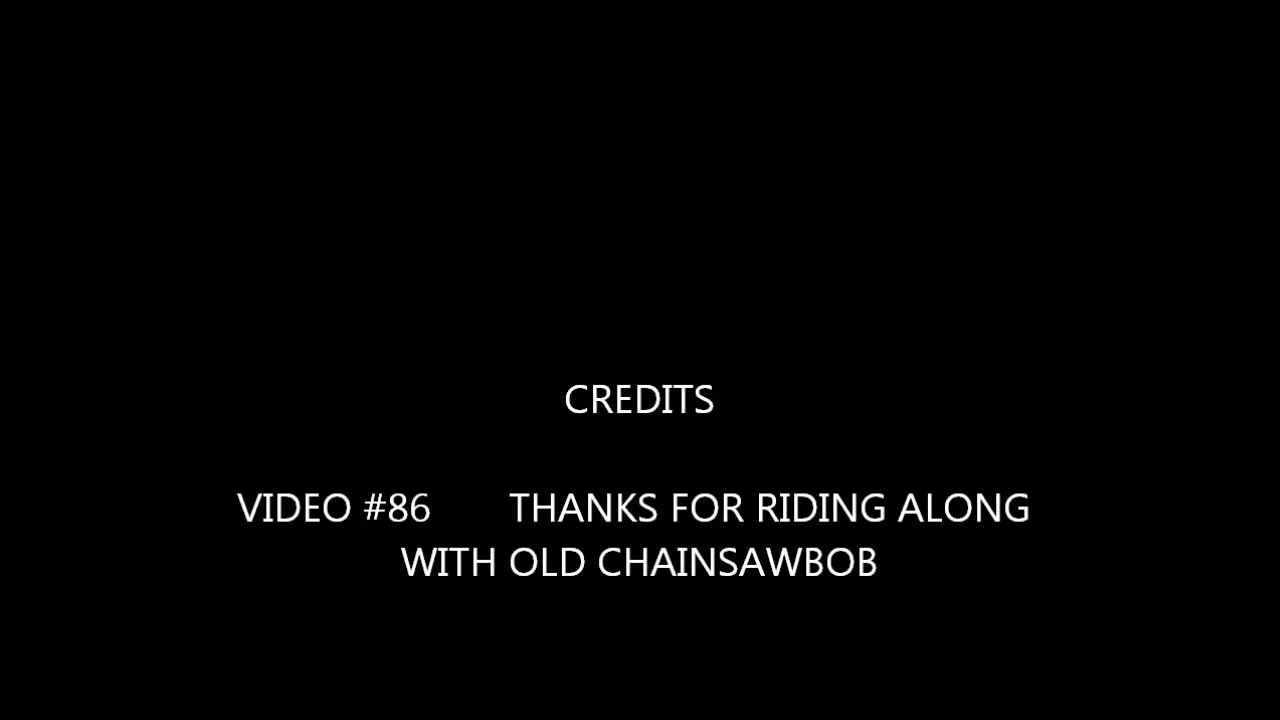 CREDITS
VIDEO #86 THANKS FOR RIDING ALONG
WITH OLD CHAINSAWBOB